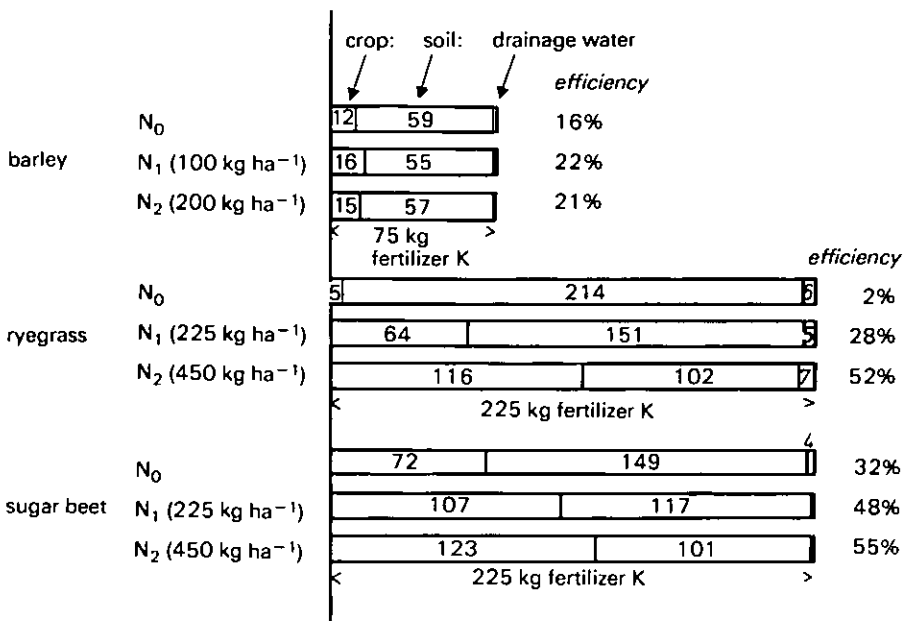 crop: soil: drainage water
efficiency
N₀ 12 59 16%
barley N₁ (100 kg ha⁻¹) 16 55 22%
N₂ (200 kg ha⁻¹) 15 57 21%
< 75 kg >
fertilizer K
efficiency
N₀ 5 214 6 2%
ryegrass N₁ (225 kg ha⁻¹) 64 151 5 28%
N₂ (450 kg ha⁻¹) 116 102 7 52%
< 225 kg fertilizer K >
4
N₀ 72 149 32%
sugar beet N₁ (225 kg ha⁻¹) 107 117 48%
N₂ (450 kg ha⁻¹) 123 101 55%
< 225 kg fertilizer K >